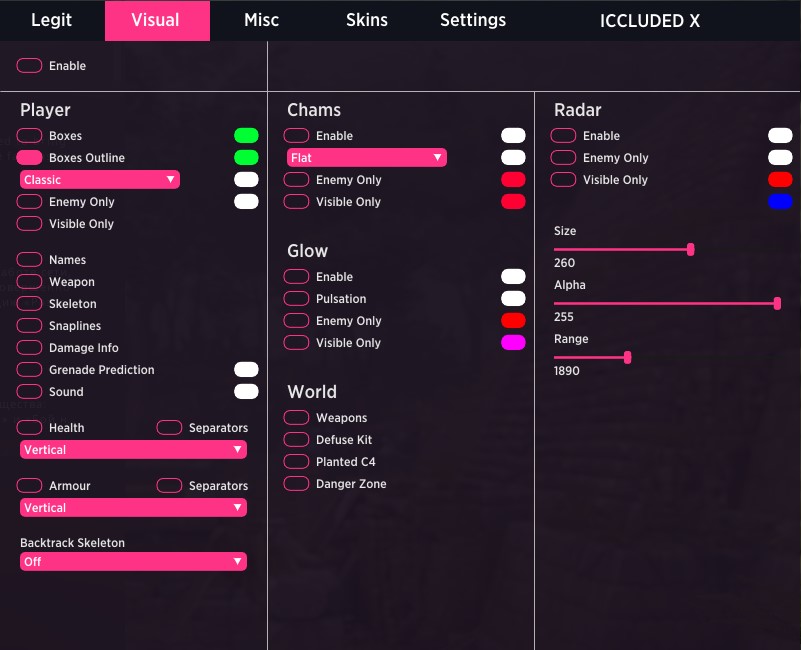 Legit Visual Misc Skins Settings ICCLUDED X
Enable
Player
Boxes
Boxes Outline
Classic
Enemy Only
Visible Only
Names
Weapon
Skeleton
Snaplines
Damage Info
Grenade Prediction
Sound
Health Separators
Vertical
Armour Separators
Vertical
Backtrack Skeleton
Off
Chams
Enable
Flat
Enemy Only
Visible Only
Glow
Enable
Pulsation
Enemy Only
Visible Only
World
Weapons
Defuse Kit
Planted C4
Danger Zone
Radar
Enable
Enemy Only
Visible Only
Size
260
Alpha
255
Range
1890